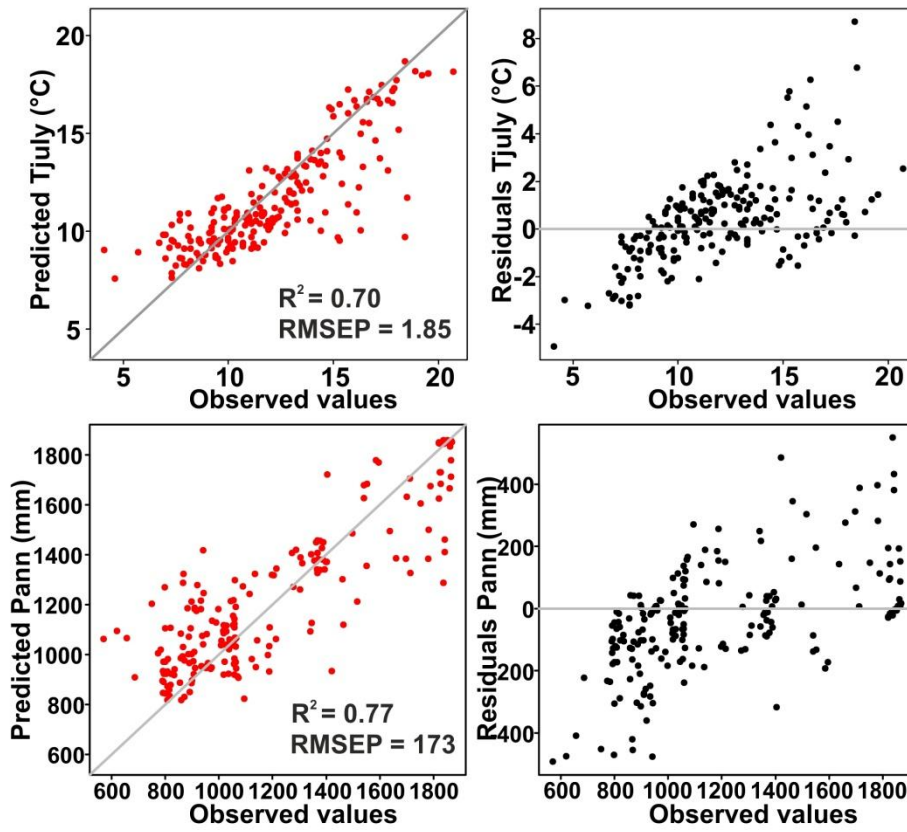 Predicted Tjuly (°C)
20
15
10
5
R² = 0.70
RMSEP = 1.85
5 10 15 20
Observed values
Residuals Tjuly (°C)
8
6
4
2
0
-2
-4
5 10 15 20
Observed values
Predicted Pann (mm)
1800
1600
1400
1200
1000
800
600
R² = 0.77
RMSEP = 173
600 800 1000 1200 1400 1600 1800
Observed values
Residuals Pann (mm)
400
200
0
-200
-400
600 800 1000 1200 1400 1600 1800
Observed values